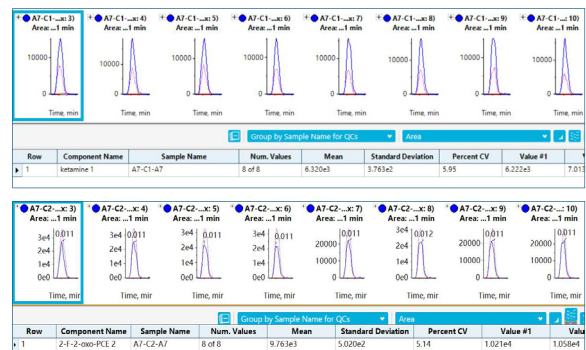 A7-C1-...x: 3) A7-C1-...x: 4) A7-C1-...x: 5) A7-C1-...x: 6) A7-C1-...x: 7) A7-C1-...x: 8) A7-C1-...x: 9) A7-C1-...: 10)
Area: ...1 min Area: ...1 min Area: ...1 min Area: ...1 min Area: ...1 min Area: ...1 min Area: ...1 min Area: ...1 min
10000 10000 10000 10000 10000 10000 10000 10000
0 0 0 0 0 0 0 0
Time, min Time, min Time, min Time, min Time, min Time, min Time, min Time, min
Group by Sample Name for QCs Area
Row Component Name Sample Name Num. Values Mean Standard Deviation Percent CV Value #1
1 ketamine 1 A7-C1-A7 8 of 8 6.320e3 3.763e2 5.95 6.222e3 7.013
A7-C2-...x: 3) A7-C2-...x: 4) A7-C2-...x: 5) A7-C2-...x: 6) A7-C2-...x: 7) A7-C2-...x: 8) A7-C2-...x: 9) A7-C2-...: 10)
Area: ...1 min Area: ...1 min Area: ...1 min Area: ...1 min Area: ...1 min Area: ...1 min Area: ...1 min Area: ...1 min
3e4 0.011 3e4 0.011 3e4 0.011 3e4 0.011 0.011 3e4 0.012 0.011 0.011
2e4 2e4 2e4 2e4 20000 2e4 20000 20000
1e4 1e4 1e4 1e4 10000 1e4 10000 10000
0e0 0e0 0e0 0e0 0 0e0 0 0
Time, mir Time, mir Time, mir Time, mir Time, mir Time, mir Time, mir Time, mir
Group by Sample Name for QCs Area
Row Component Name Sample Name Num. Values Mean Standard Deviation Percent CV Value #1 Valu
1 2-F-2-oxo-PCE 2 A7-C2-A7 8 of 8 9.763e3 5.020e2 5.14 1.021e4 1.058e4